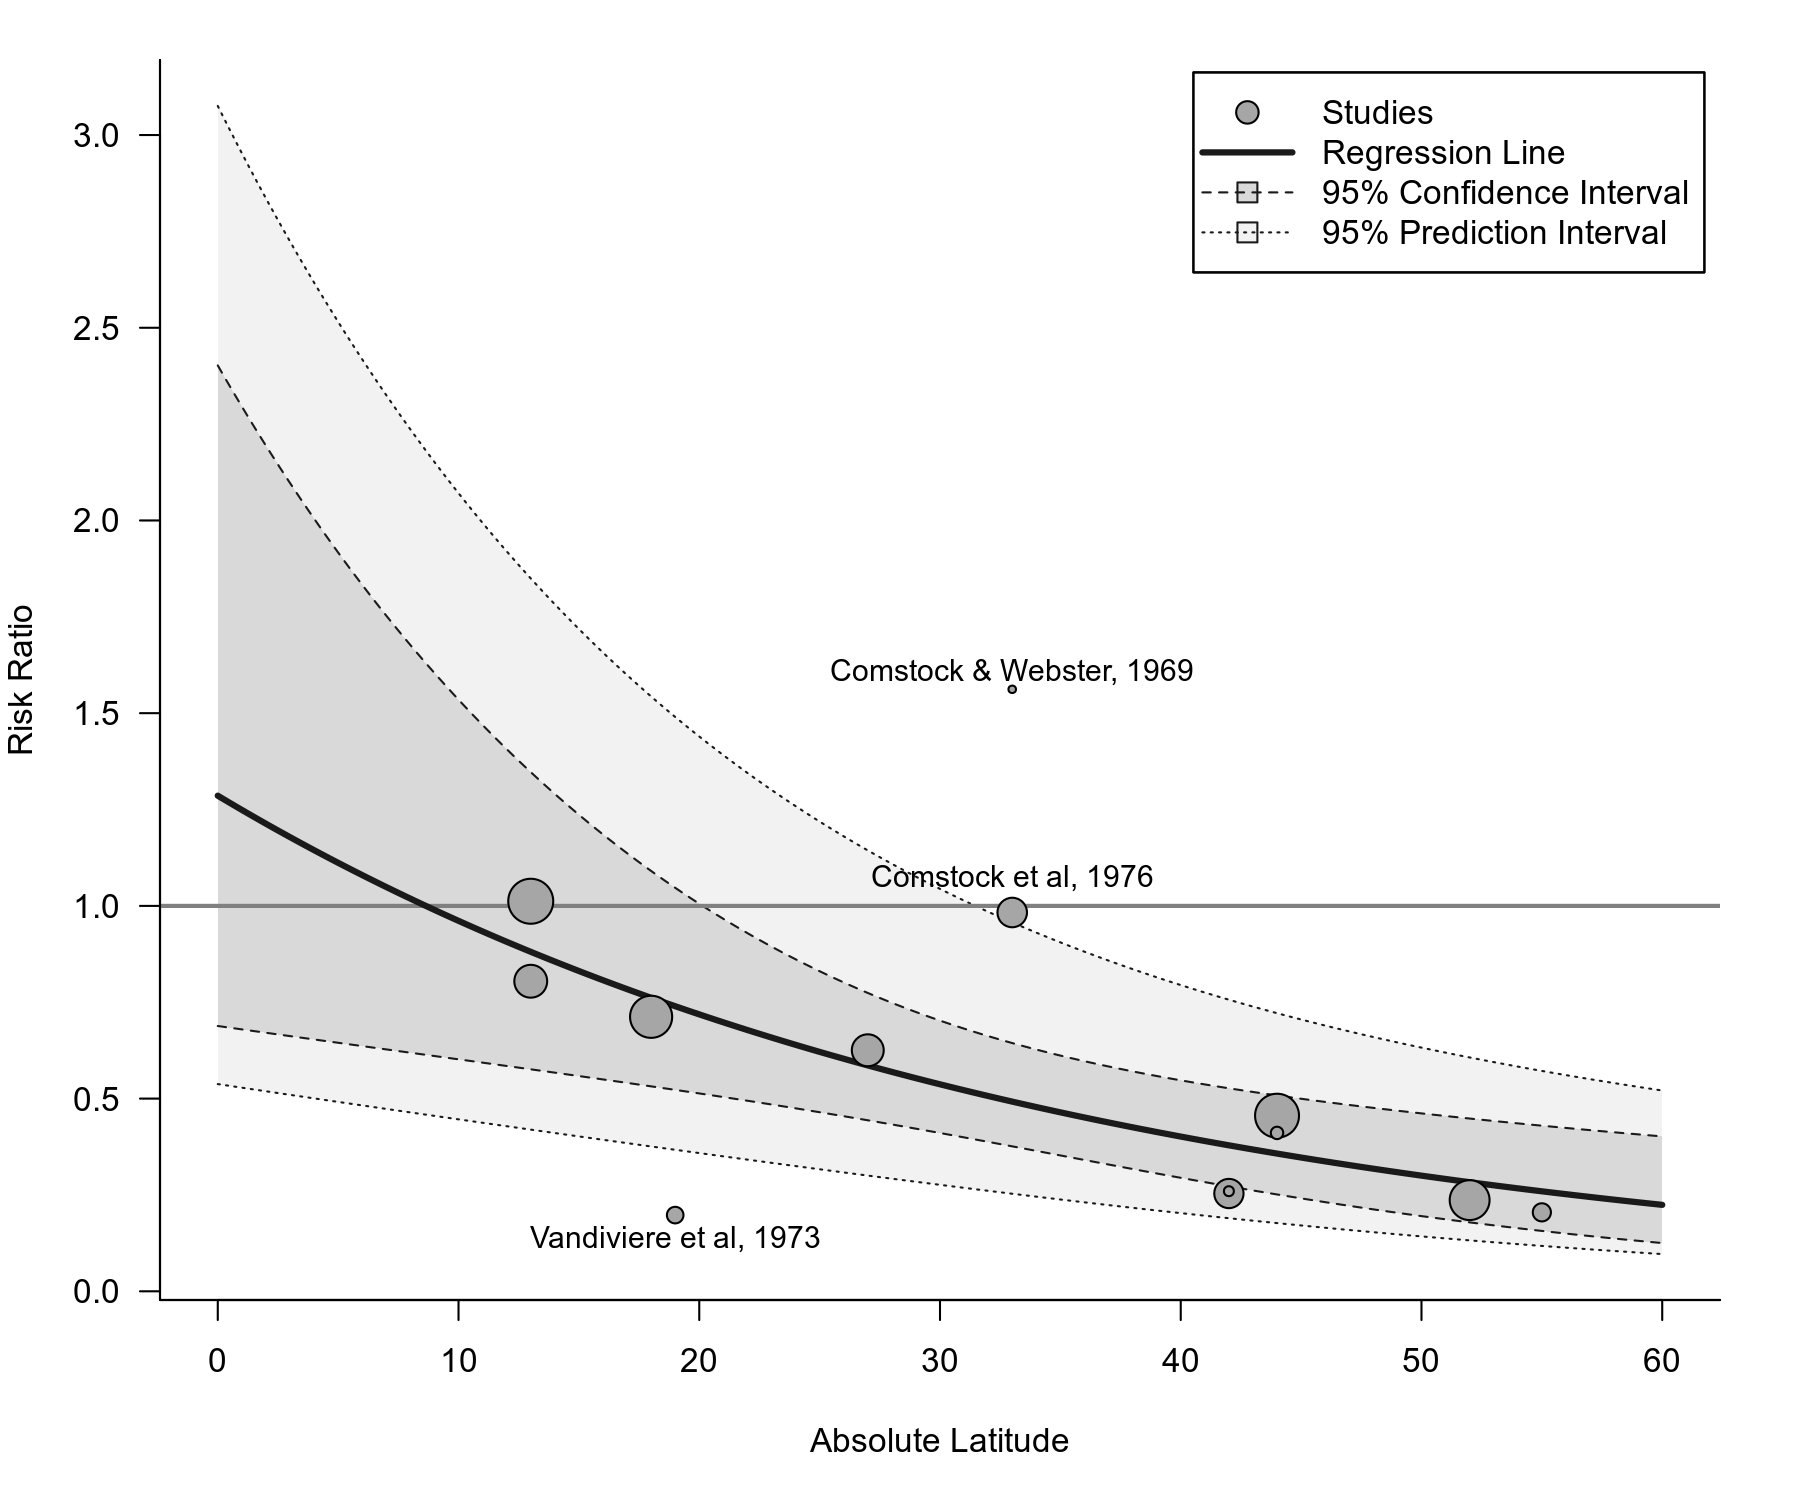 Studies
Regression Line
95% Confidence Interval
95% Prediction Interval
3.0
2.5
2.0
1.5
1.0
0.5
0.0
Risk Ratio
Comstock & Webster, 1969
Comstock et al, 1976
Vandiviere et al, 1973
0 10 20 30 40 50 60
Absolute Latitude